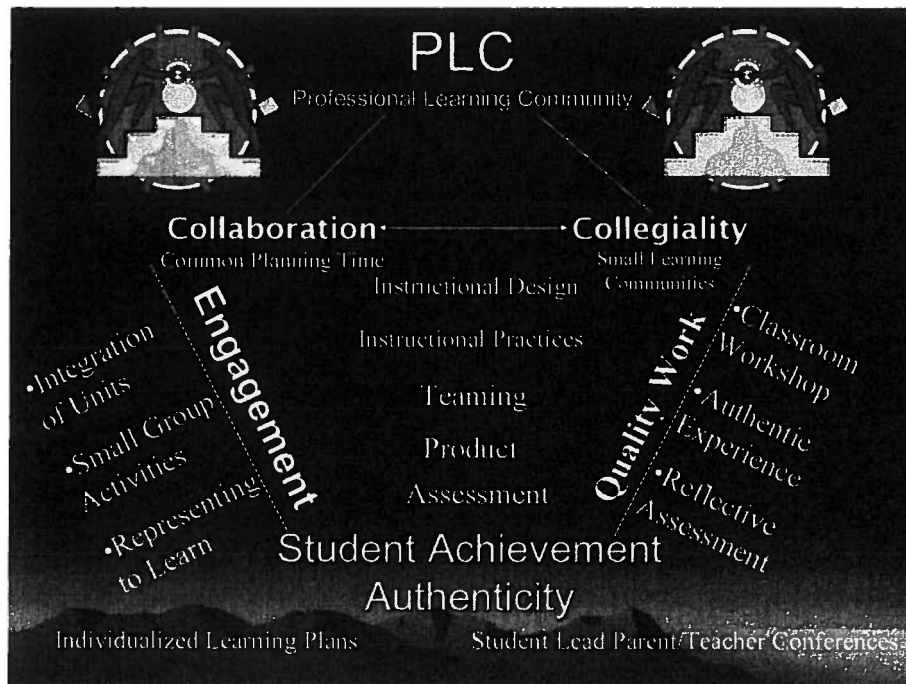 PLC
Professional Learning Community
Collaboration
Collegiality
Common Planning Time
Small Learning
Communities
Instructional Design
Instructional Practices
Teaming
Product
Assessment
Engagement
•Integration
of Units
•Small Group
Activities
•Representing
to Learn
Quality Work
•Classroom
Workshop
•Authentic
Experience
•Reflective
Assessment
Student Achievement
Authenticity
Individualized Learning Plans
Student Lead Parent/Teacher Conferences